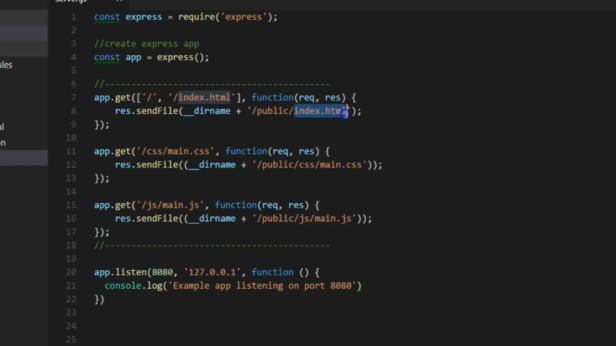 1 const express = require('express');
2
3 //create express app
4 const app = express();
5
6 //------------------------------------------
7 app.get(['/', '/index.html'], function(req, res) {
8 res.sendFile(__dirname + '/public/index.html');
9 });
10
11 app.get('/css/main.css', function(req, res) {
12 res.sendFile((__dirname + '/public/css/main.css'));
13 });
14
15 app.get('/js/main.js', function(req, res) {
16 res.sendFile((__dirname + '/public/js/main.js'));
17 });
18 //------------------------------------------
19
20 app.listen(8080, '127.0.0.1', function () {
21 console.log('Example app listening on port 8080')
22 })
23
24
25